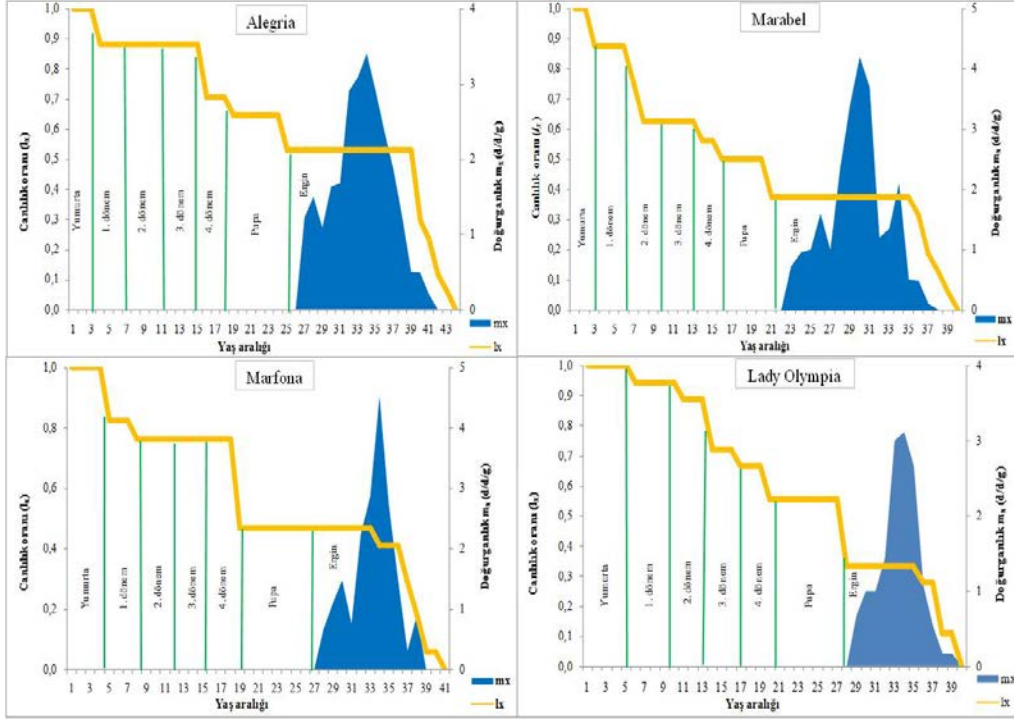 Alegria
Canlılık oranı (lx)
1,0
0,9
0,8
0,7
0,6
0,5
0,4
0,3
0,2
0,1
0,0
Yumurta
1. dönem
2. dönem
3. dönem
4. dönem
Pupa
Ergin
4
3
2
1
0
Doğurganlık mx (d/d/g)
1 3 5 7 9 11 13 15 17 19 21 23 25 27 29 31 33 35 37 39 41 43
Yaş aralığı
mx
lx
Marabel
Canlılık oranı (lx)
1,0
0,9
0,8
0,7
0,6
0,5
0,4
0,3
0,2
0,1
0,0
Yumurta
1. dönem
2. dönem
3. dönem
4. dönem
Pupa
Ergin
5
4
3
2
1
0
Doğurganlık mx (d/d/g)
1 3 5 7 9 11 13 15 17 19 21 23 25 27 29 31 33 35 37 39
Yaş aralığı
mx
lx
Marfona
Canlılık oranı (lx)
1,0
0,8
0,6
0,4
0,2
0,0
Yumurta
1. dönem
2. dönem
3. dönem
4. dönem
Pupa
Ergin
5
4
3
2
1
0
Doğurganlık mx (d/d/g)
1 3 5 7 9 11 13 15 17 19 21 23 25 27 29 31 33 35 37 39 41
Yaş aralığı
mx
lx
Lady Olympia
Canlılık oranı (lx)
1,0
0,9
0,8
0,7
0,6
0,5
0,4
0,3
0,2
0,1
0,0
Yumurta
1. dönem
2. dönem
3. dönem
4. dönem
Pupa
Ergin
4
3
2
1
0
Doğurganlık mx (d/d/g)
1 3 5 7 9 11 13 15 17 19 21 23 25 27 29 31 33 35 37 39
Yaş aralığı
mx
lx